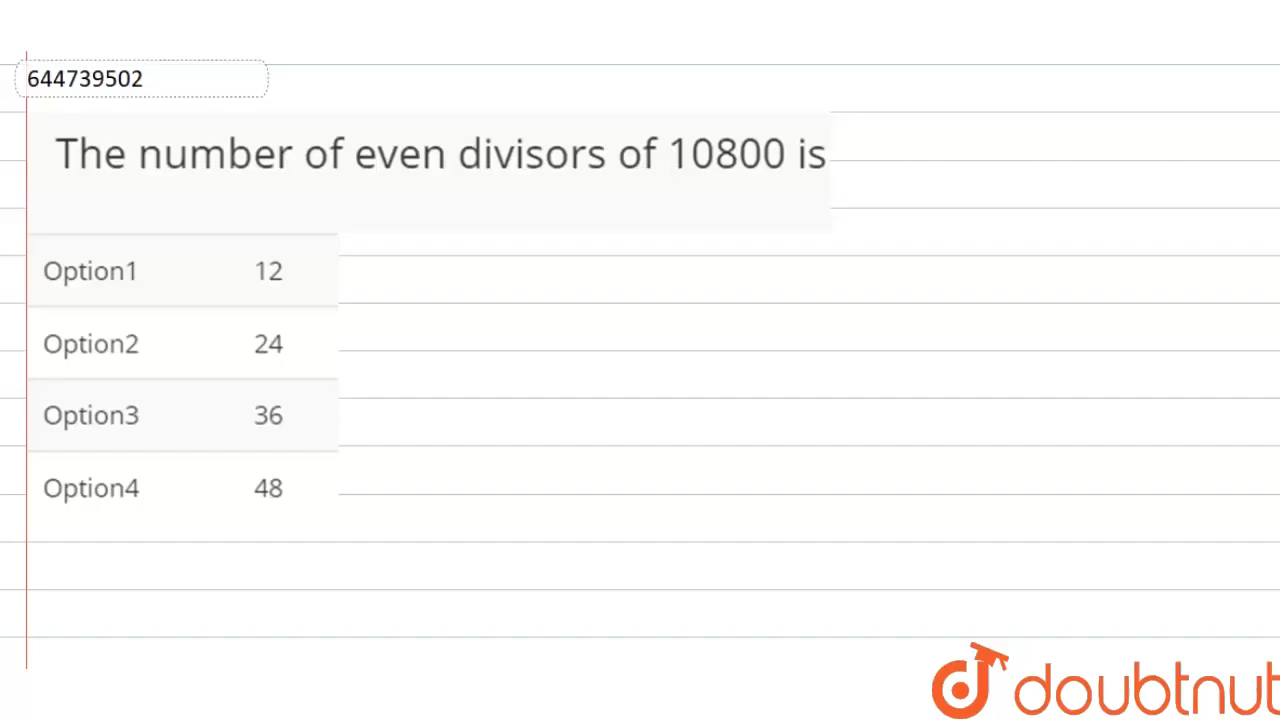 644739502
The number of even divisors of 10800 is
Option1 12
Option2 24
Option3 36
Option4 48
doubtnut